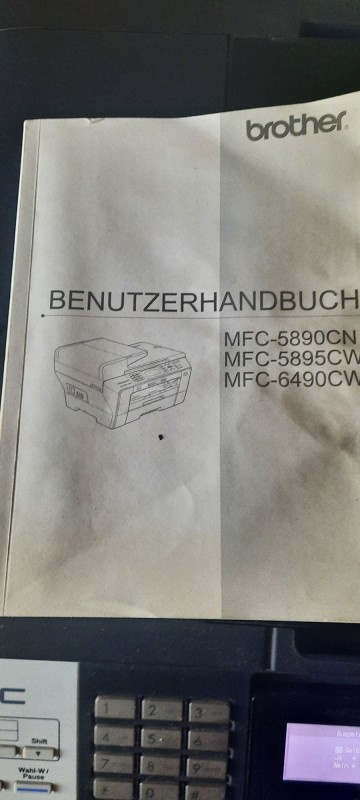 brother
BENUTZERHANDBUCH
MFC-5890CN
MFC-5895CW
MFC-6490CW
C
Shift
Wahl-W/
Pause
1 2 3
4 5 6
7 8 9
* 0 #